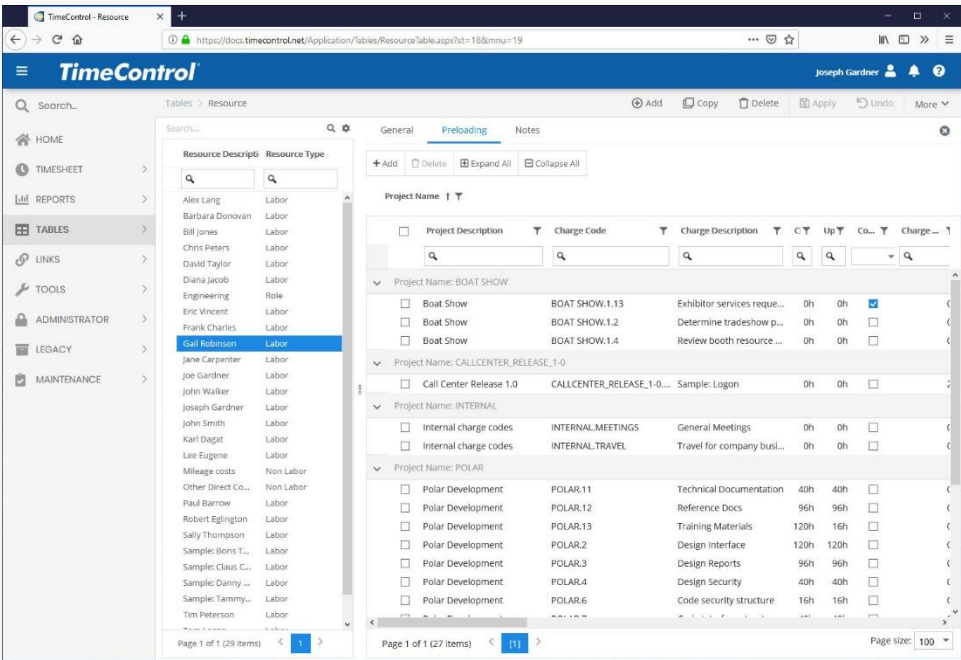 TimeControl - Resource
https://docs.timecontrol.net/Application/Tables/ResourceTable.aspx?st=18&mnu=19
TimeControl
Joseph Gardner
Search...
HOME
TIMESHEET
REPORTS
TABLES
LINKS
TOOLS
ADMINISTRATOR
LEGACY
MAINTENANCE
Tables > Resource
Add Copy Delete Apply Undo More
Search...
Resource Descripti Resource Type
Alex Lang Labor
Barbara Donovan Labor
Bill Jones Labor
Chris Peters Labor
David Taylor Labor
Diana Jacob Labor
Engineering Role
Eric Vincent Labor
Frank Charles Labor
Gail Robinson Labor
Jane Carpenter Labor
Joe Gardner Labor
John Walker Labor
Joseph Gardner Labor
John Smith Labor
Karl Dagat Labor
Lee Eugene Labor
Mileage costs Non Labor
Other Direct Co... Non Labor
Paul Barrow Labor
Robert Eglington Labor
Sally Thompson Labor
Sample: Boris T... Labor
Sample: Claus C... Labor
Sample: Danny ... Labor
Sample: Tammy... Labor
Tim Peterson Labor
Page 1 of 1 (29 items) < 1 >
General Preloading Notes
+ Add Delete Expand All Collapse All
Project Name ↑
Project Description Charge Code Charge Description Up Co... Charge ...
Project Name: BOAT SHOW
Boat Show BOAT SHOW.1.13 Exhibitor services reque... 0h 0h
Boat Show BOAT SHOW.1.2 Determine tradeshow p... 0h 0h
Boat Show BOAT SHOW.1.4 Review booth resource ... 0h 0h
Project Name: CALLCENTER_RELEASE_1-0
Call Center Release 1.0 CALLCENTER_RELEASE_1-0.... Sample: Logon 0h 0h
Project Name: INTERNAL
Internal charge codes INTERNAL.MEETINGS General Meetings 0h 0h
Internal charge codes INTERNAL.TRAVEL Travel for company busi... 0h 0h
Project Name: POLAR
Polar Development POLAR.11 Technical Documentation 40h 40h
Polar Development POLAR.12 Reference Docs 96h 96h
Polar Development POLAR.13 Training Materials 120h 16h
Polar Development POLAR.2 Design Interface 120h 120h
Polar Development POLAR.3 Design Reports 96h 96h
Polar Development POLAR.4 Design Security 40h 40h
Polar Development POLAR.6 Code security structure 16h 16h
Page 1 of 1 (27 items) < [1] >
Page size: 100